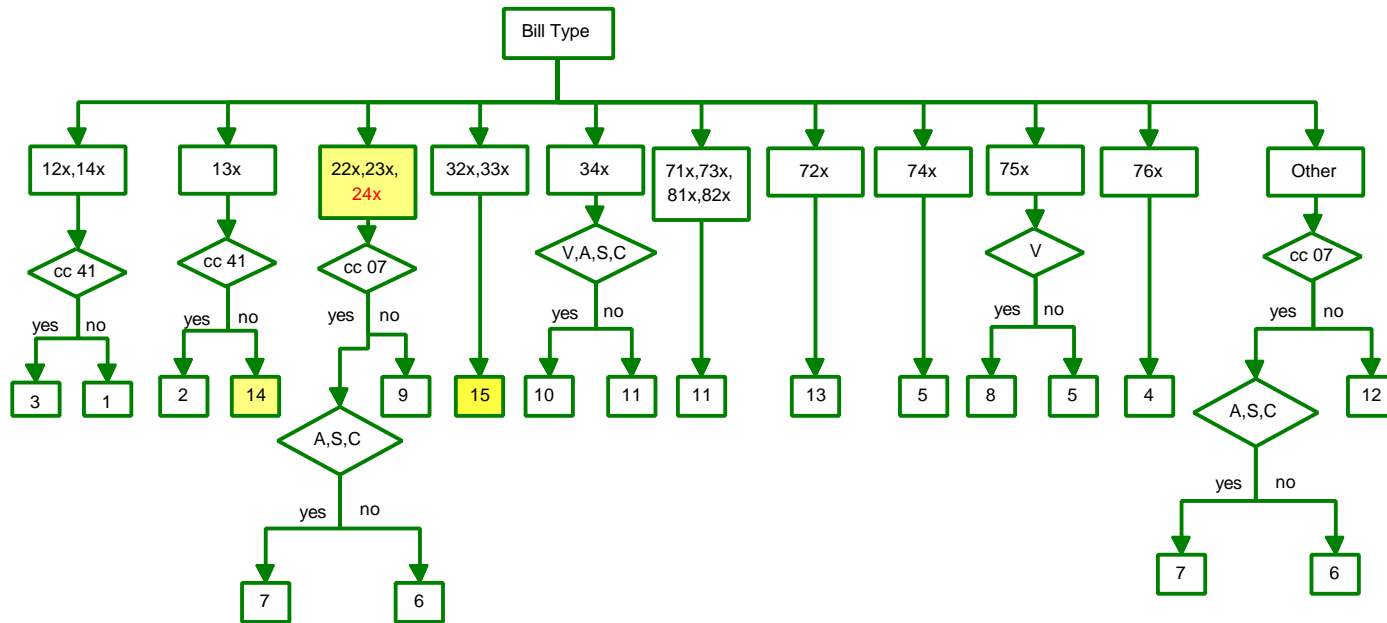 Bill Type
12x,14x
13x
22x,23x,
24x
32x,33x
34x
71x,73x,
81x,82x
72x
74x
75x
76x
Other
cc 41
cc 41
cc 07
V,A,S,C
V
cc 07
yes no
yes no
yes no
yes no
yes no
yes no
3
1
2
14
9
15
10
11
11
13
5
8
5
4
12
A,S,C
A,S,C
yes no
yes no
7
6
7
6